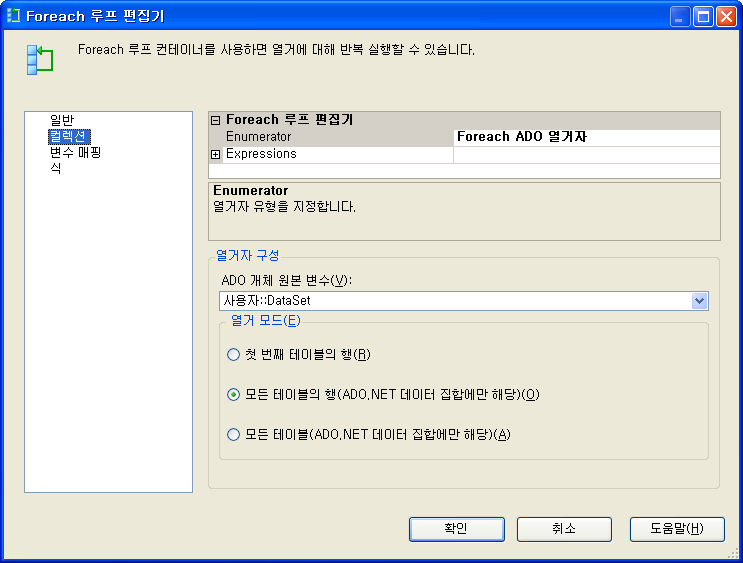 Foreach 루프 편집기
Foreach 루프 컨테이너를 사용하면 열거에 대해 반복 실행할 수 있습니다.
일반
컬렉션
변수 매핑
식
Foreach 루프 편집기
Enumerator Foreach ADO 열거자
Expressions
Enumerator
열거자 유형을 지정합니다.
열거자 구성
ADO 개체 원본 변수(V):
사용자::DataSet
열거 모드(E)
첫 번째 테이블의 행(R)
모든 테이블의 행(ADO.NET 데이터 집합에만 해당)(O)
모든 테이블(ADO.NET 데이터 집합에만 해당)(A)
확인 취소 도움말(H)